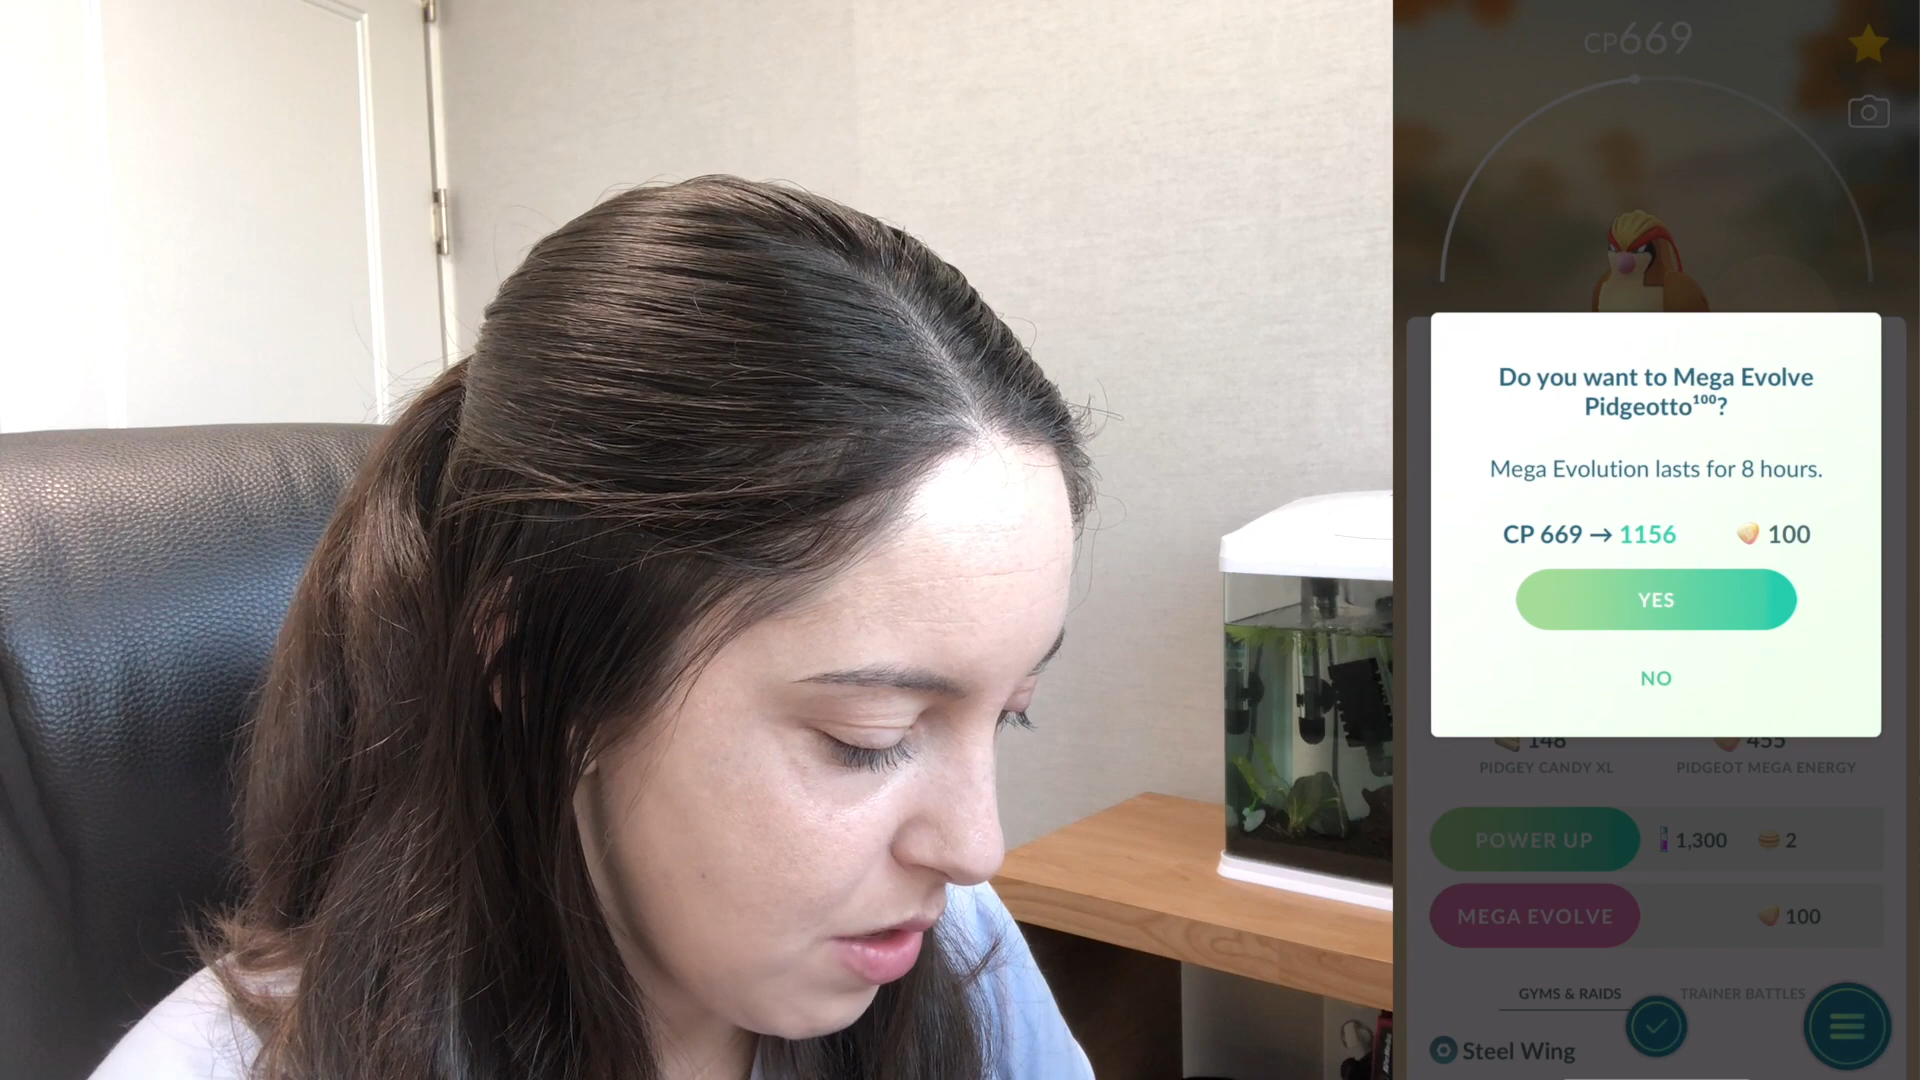 CP669
Do you want to Mega Evolve
Pidgeotto¹⁰⁰?
Mega Evolution lasts for 8 hours.
CP 669 → 1156 100
YES
NO
148 455
PIDGEY CANDY XL PIDGEOT MEGA ENERGY
POWER UP 1,300 2
MEGA EVOLVE 100
GYMS & RAIDS TRAINER BATTLES
Steel Wing